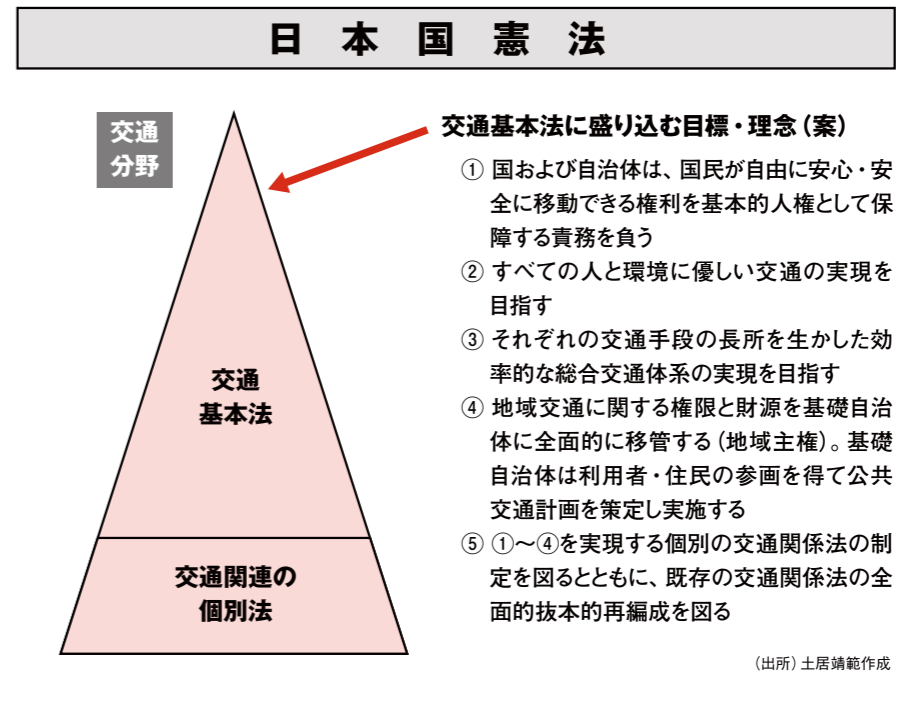 日本国憲法
交通
分野
交通基本法に盛り込む目標・理念（案）
① 国および自治体は、国民が自由に安心・安
全に移動できる権利を基本的人権として保
障する責務を負う
② すべての人と環境に優しい交通の実現を
目指す
③ それぞれの交通手段の長所を生かした効
率的な総合交通体系の実現を目指す
④ 地域交通に関する権限と財源を基礎自治
体に全面的に移管する（地域主権）。基礎
自治体は利用者・住民の参画を得て公共
交通計画を策定し実施する
⑤ ①～④を実現する個別の交通関係法の制
定を図るとともに、既存の交通関係法の全
面的抜本的再編成を図る
交通
基本法
交通関連の
個別法
（出所）土居靖範作成